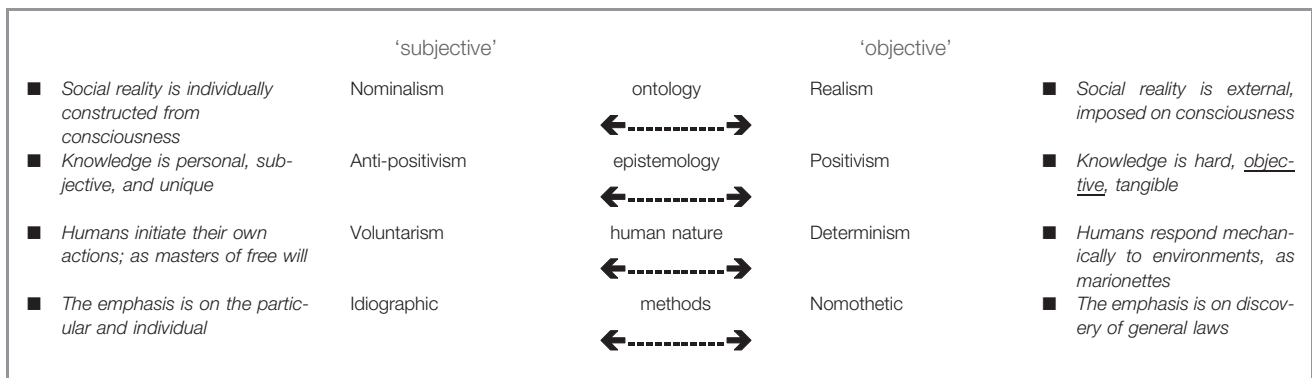 ‘subjective’ ‘objective’
■ Social reality is individually Nominalism ontology Realism ■ Social reality is external,
constructed from imposed on consciousness
consciousness
■ Knowledge is personal, sub- Anti-positivism epistemology Positivism ■ Knowledge is hard, objec-
jective, and unique tive, tangible
■ Humans initiate their own Voluntarism human nature Determinism ■ Humans respond mechan-
actions; as masters of free will ically to environments, as
marionettes
■ The emphasis is on the partic- Idiographic methods Nomothetic ■ The emphasis is on discov-
ular and individual ery of general laws